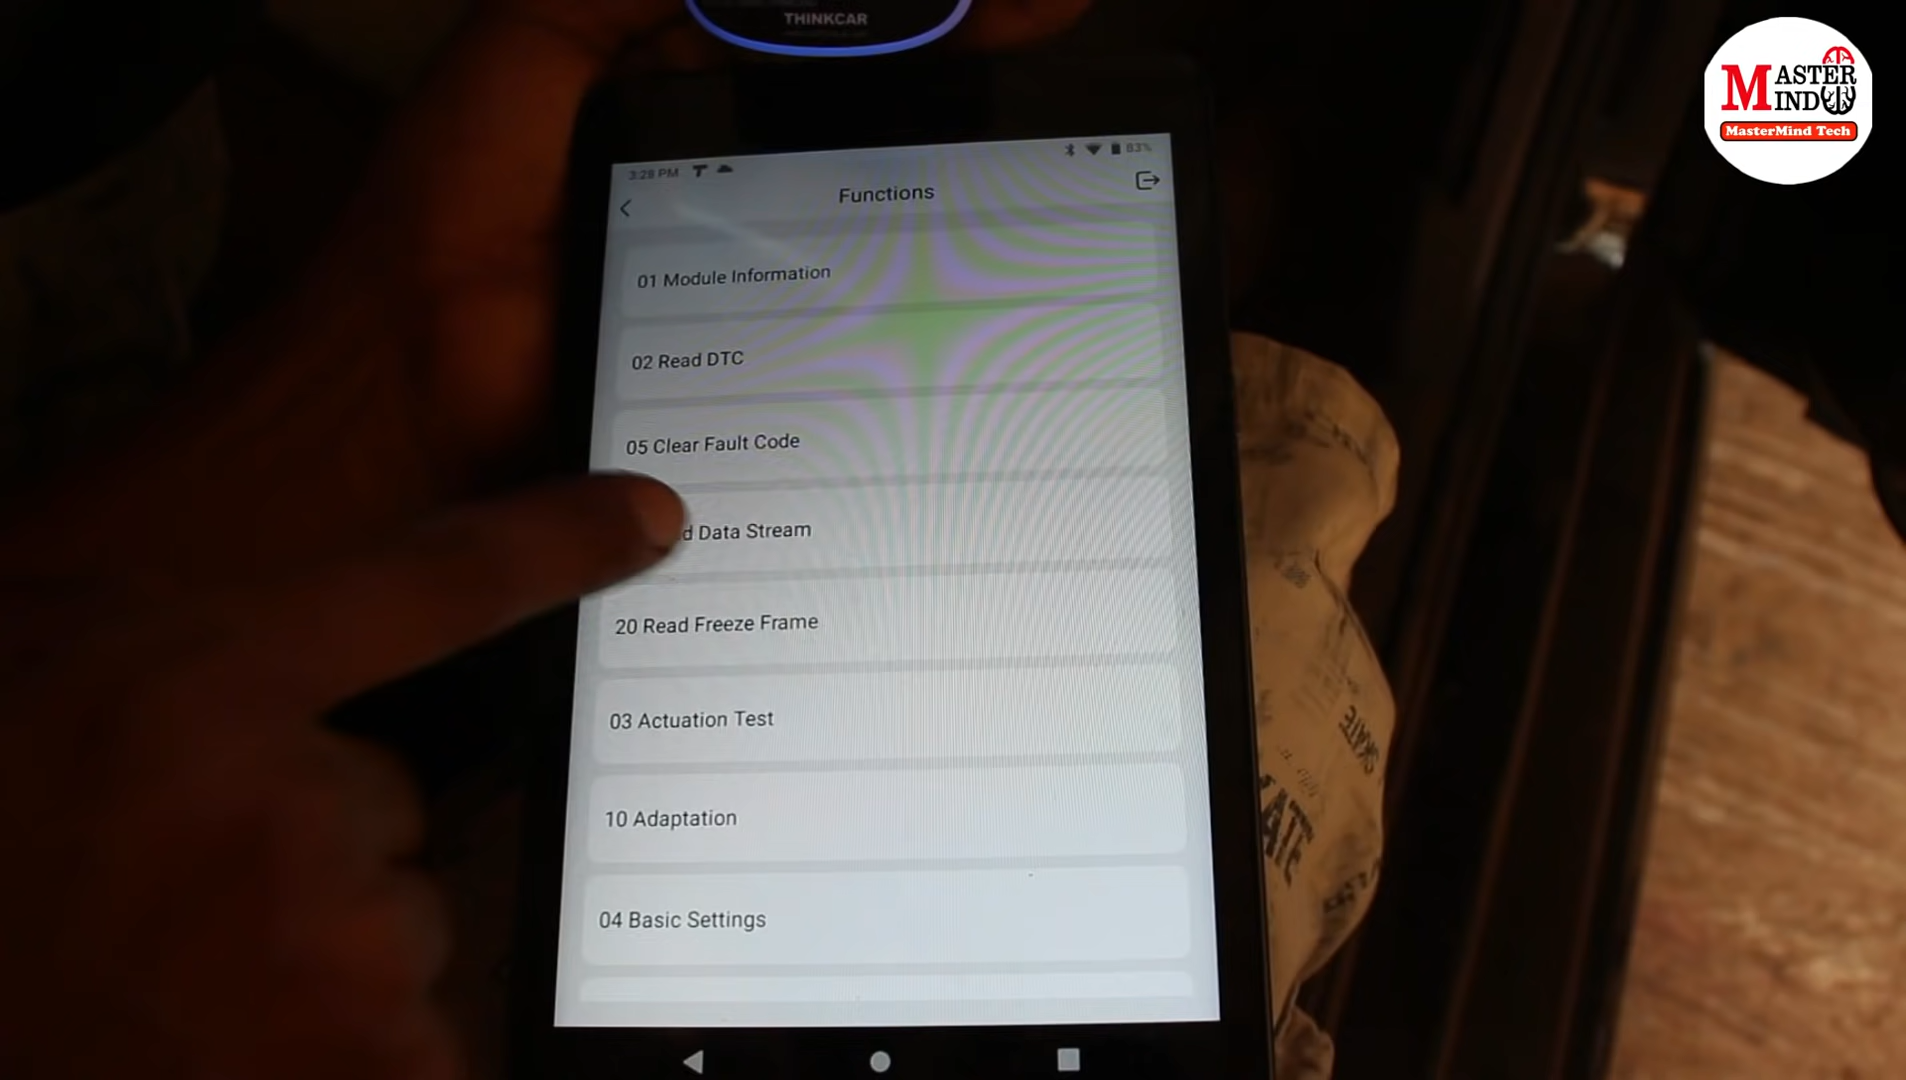 THINKCAR
MASTER
MIND
MasterMind Tech
3:28 PM
83%
Functions
01 Module Information
02 Read DTC
05 Clear Fault Code
d Data Stream
20 Read Freeze Frame
03 Actuation Test
10 Adaptation
04 Basic Settings
SKATE